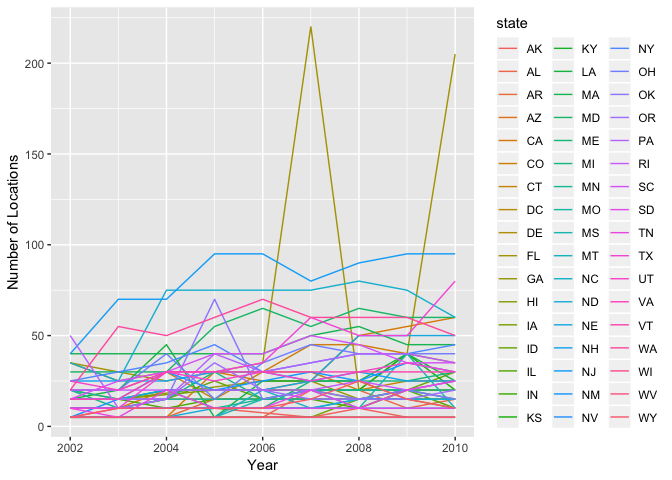 state
200
150
100
50
0
Number of Locations
2002 2004 2006 2008 2010
Year
AK KY NY
AL LA OH
AR MA OK
AZ MD OR
CA ME PA
CO MI RI
CT MN SC
DC MO SD
DE MS TN
FL MT TX
GA NC UT
HI ND VA
IA NE VT
ID NH WA
IL NJ WI
IN NM WV
KS NV WY